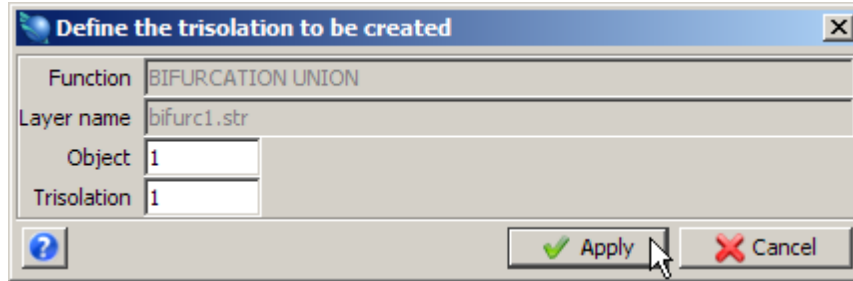 Define the trisolation to be created
Function BIFURCATION UNION
Layer name bifurc1.str
Object 1
Trisolation 1
? Apply Cancel